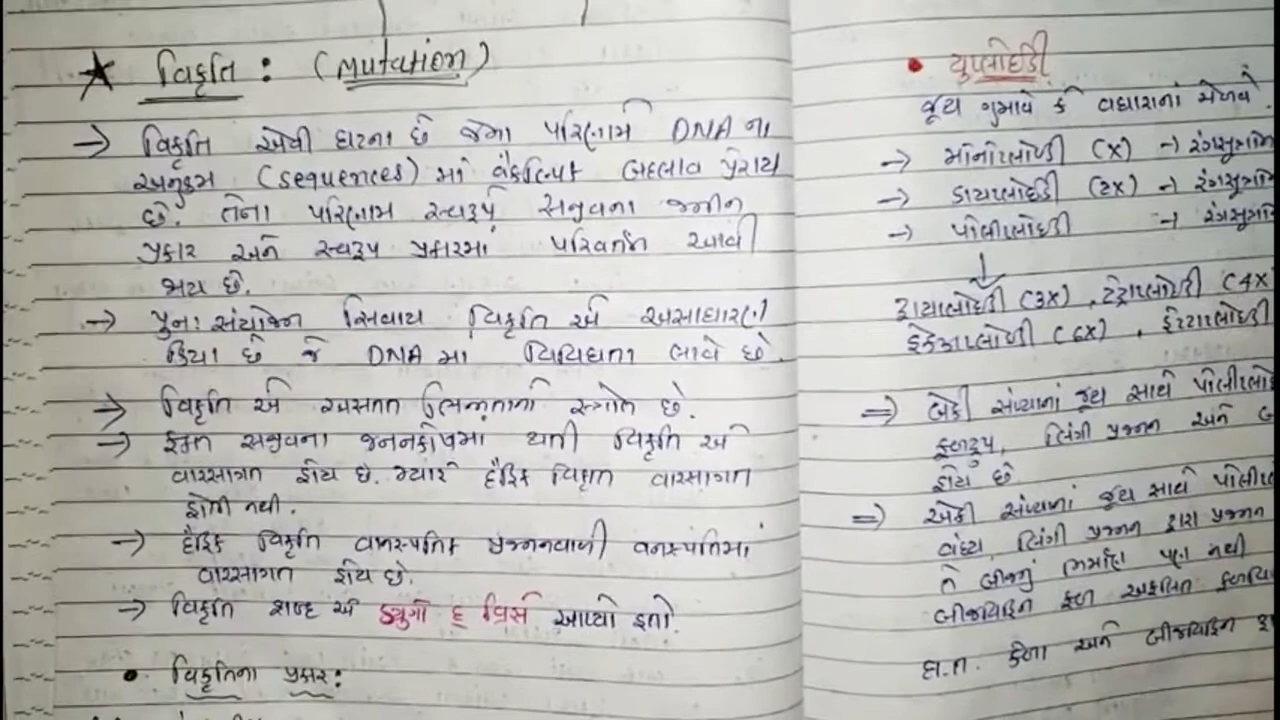 ★ વિકૃતિ : (Mutation)
→ વિકૃતિ એવી ઘટના છે જેમા પરિણામે DNA ના
અનુક્રમ (sequences) માં વૈકલ્પિક બદલાવ પ્રેરાય
છે. તેના પરિણામ સ્વરૂપે સજીવના જનીન
પ્રકાર અને સ્વરૂપ પ્રકારમાં પરિવર્તન આવી
જાય છે.
→ પુન: સંયોજન સિવાય વિકૃતિ એ અસાધારણ
ક્રિયા છે જે DNA માં વિવિધતા લાવે છે.
→ વિકૃતિ એ અસતત ભિન્નતાનો સ્ત્રોત છે.
→ ફક્ત સજીવના જનનકોષમાં થતી વિકૃતિ એ
વારસાગત હોય છે. જ્યારે દૈહિક વિકૃતિ વારસાગત
હોતી નથી.
→ દૈહિક વિકૃતિ વાનસ્પતિક પ્રજનનવાળી વનસ્પતિમાં
વારસાગત હોય છે.
→ વિકૃતિ શબ્દ એ હ્યુગો દ્ વ્રિસે આપ્યો હતો.
• વિકૃતિના પ્રકાર:
• યુપ્લોઇડી
જૂથ ગુમાવે કે વધારાનાં મેળવે
→ મોનોપ્લોઇડી (x) →
→ ડાયપ્લોઇડી (2x) →
→ પોલીપ્લોઇડી →
↓
ટ્રાયપ્લોઇડી (3x), ટેટ્રાપ્લોઇડી (4x
હેક્ઝાપ્લોઇડી (6x),
⇒ બેકી સંખ્યાનાં જૂથ સાથે
ફળદ્રુપ, લિંગી પ્રજનન અને
હોય છે
⇒ એકી સંખ્યાનાં જૂથ સાથે
વંધ્ય, લિંગી પ્રજનન દ્વારા પ્રજનન
તે બીજનું નિર્માણ પણ નથી
બીજવિહિન ફળ અફલિત
દા.ત. કેળા અને બીજવિહિન